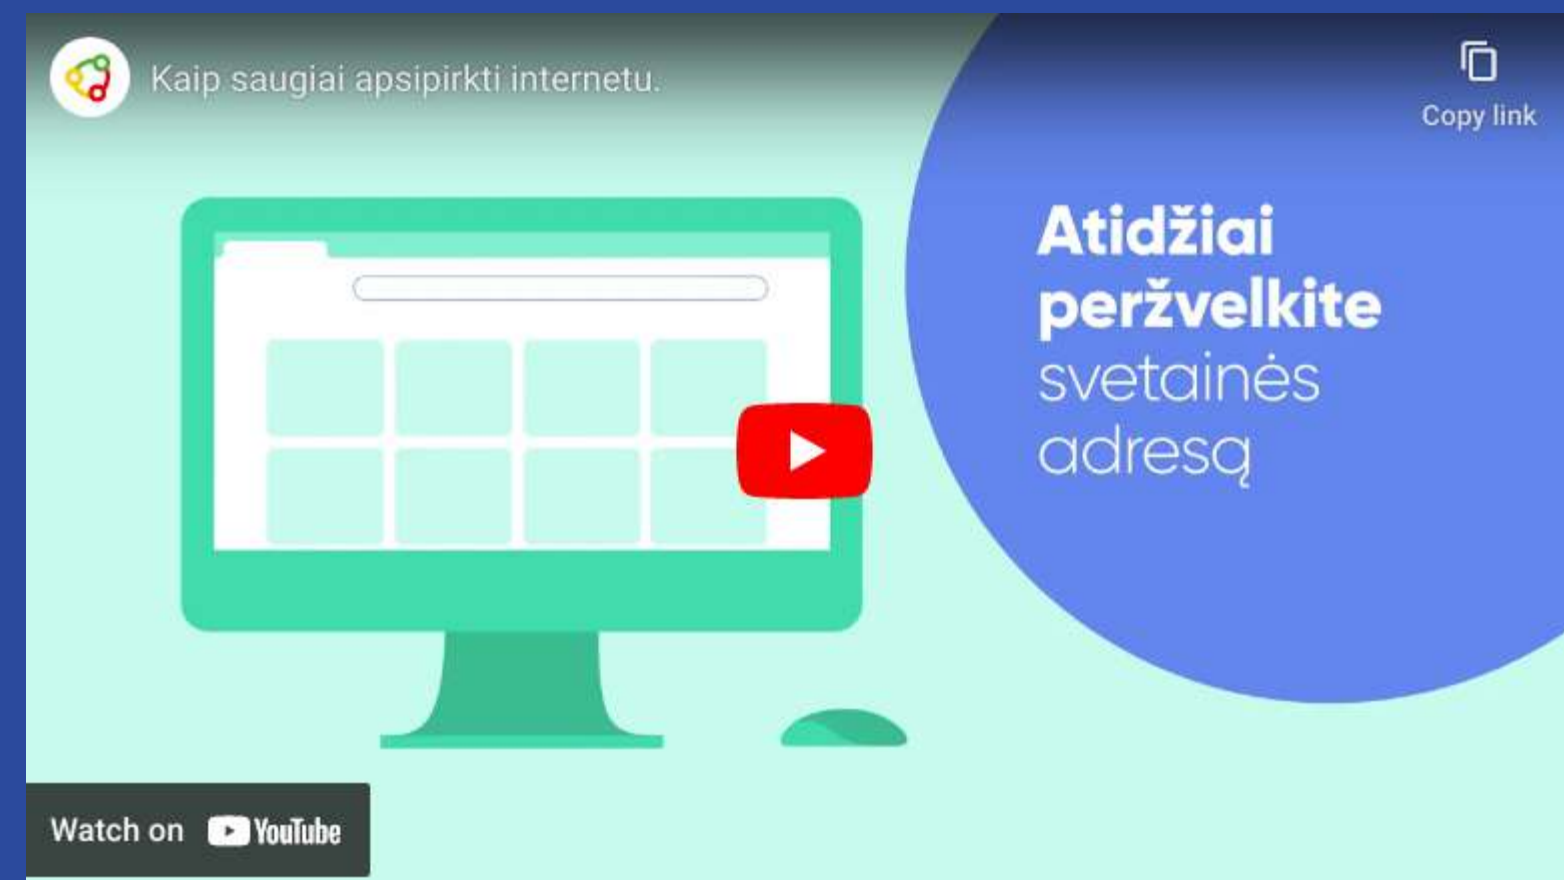 Kaip saugiai apsipirkti internetu.
Copy link
Atidžiai
peržvelkite
svetainės
adresą
Watch on YouTube